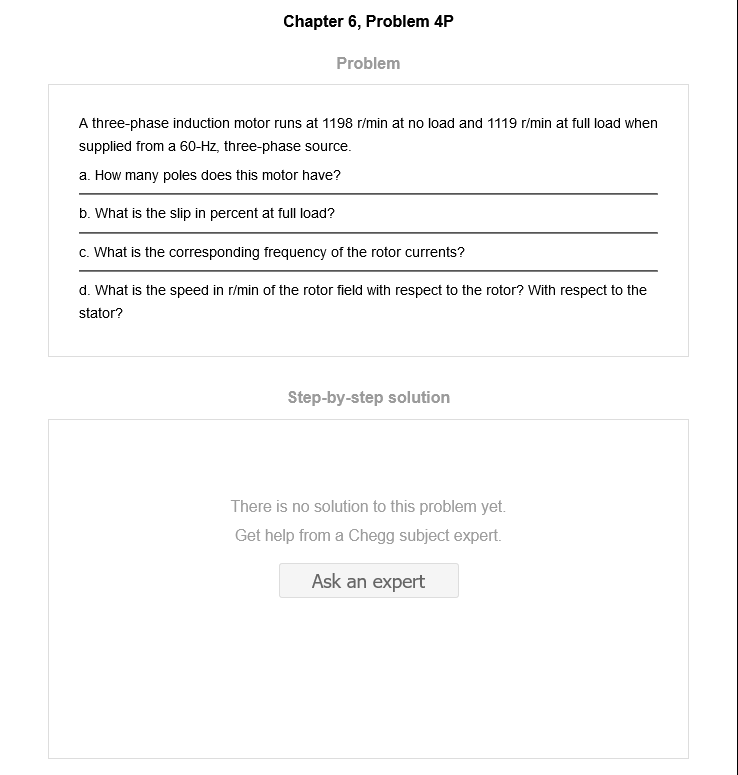 Chapter 6, Problem 4P
Problem
A three-phase induction motor runs at 1198 r/min at no load and 1119 r/min at full load when
supplied from a 60-Hz, three-phase source.
a. How many poles does this motor have?
b. What is the slip in percent at full load?
c. What is the corresponding frequency of the rotor currents?
d. What is the speed in r/min of the rotor field with respect to the rotor? With respect to the
stator?
Step-by-step solution
There is no solution to this problem yet.
Get help from a Chegg subject expert.
Ask an expert